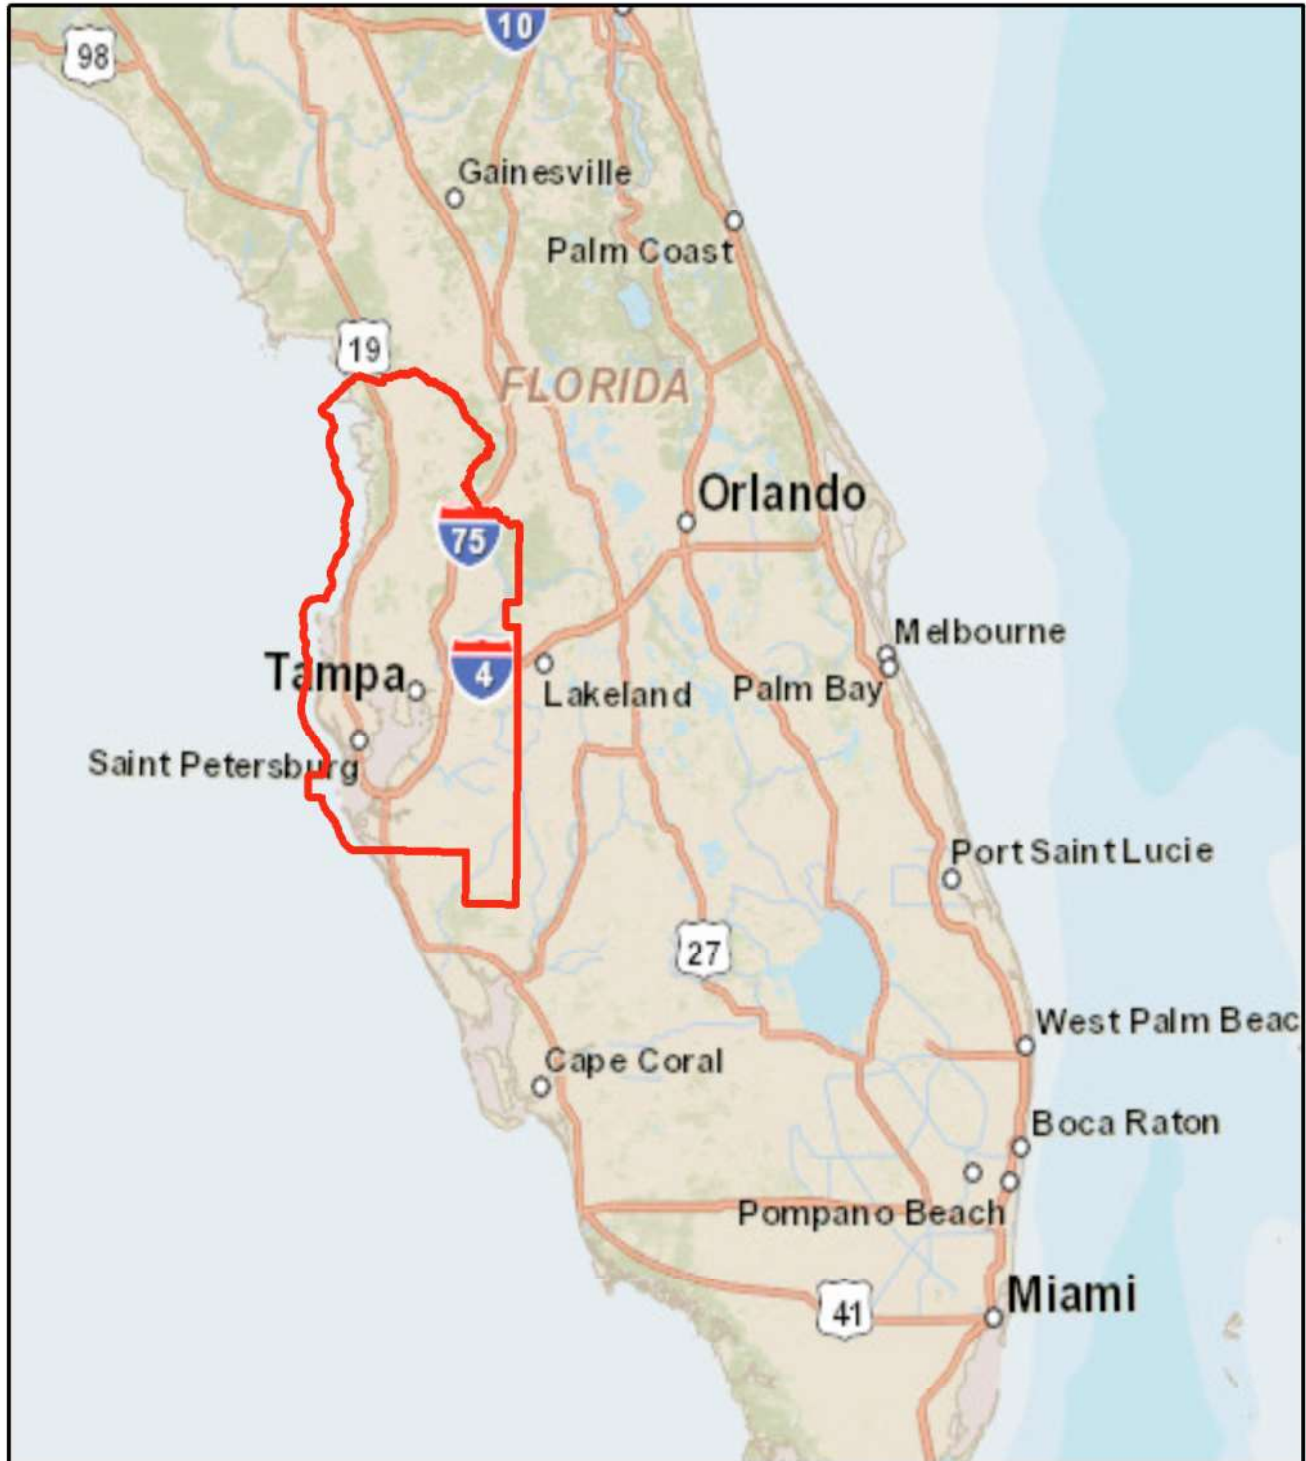 10
98
Gainesville
Palm Coast
19
FLORIDA
Orlando
75
Melbourne
4
Tampa
Lakeland
Palm Bay
Saint Petersburg
Port Saint Lucie
27
West Palm Beac
Cape Coral
Boca Raton
Pompano Beach
Miami
41